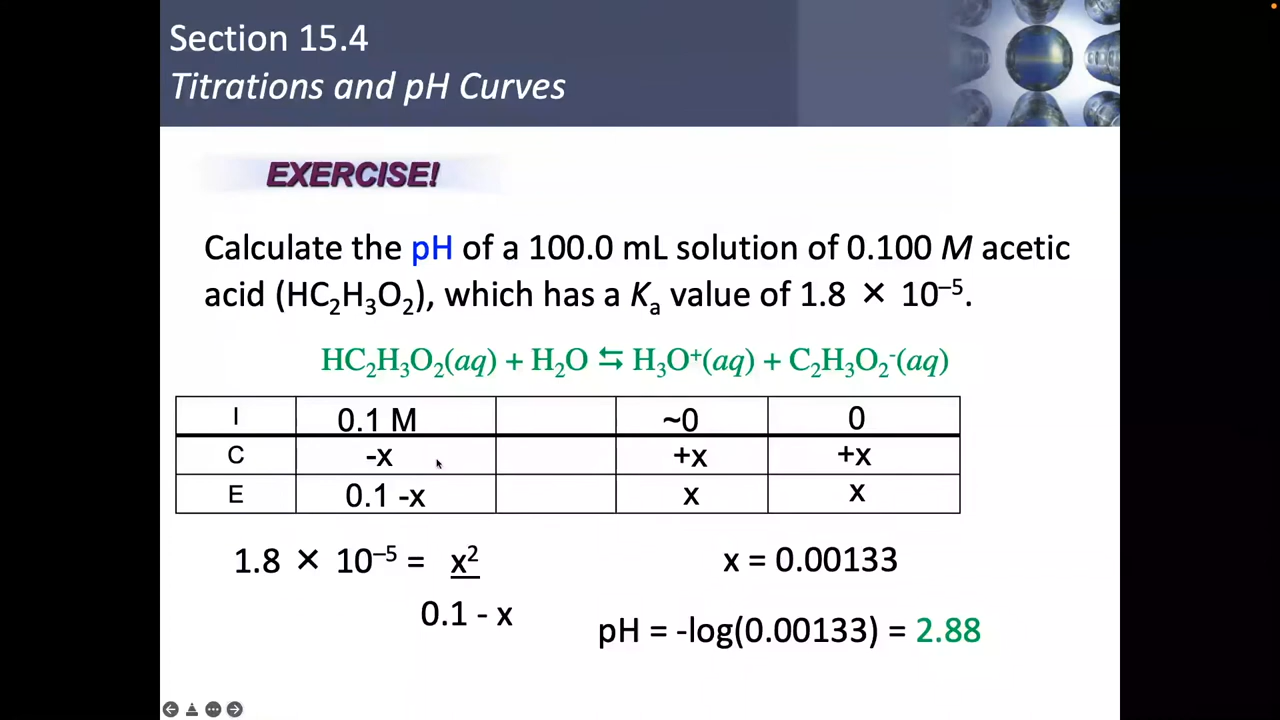 Section 15.4
Titrations and pH Curves
EXERCISE!
Calculate the pH of a 100.0 mL solution of 0.100 M acetic
acid (HC₂H₃O₂), which has a Kₐ value of 1.8 × 10⁻⁵.
HC₂H₃O₂(aq) + H₂O ⇆ H₃O⁺(aq) + C₂H₃O₂⁻(aq)
I 0.1 M ~0 0
C -x +x +x
E 0.1 -x x x
1.8 × 10⁻⁵ = x² x = 0.00133
0.1 - x
pH = -log(0.00133) = 2.88